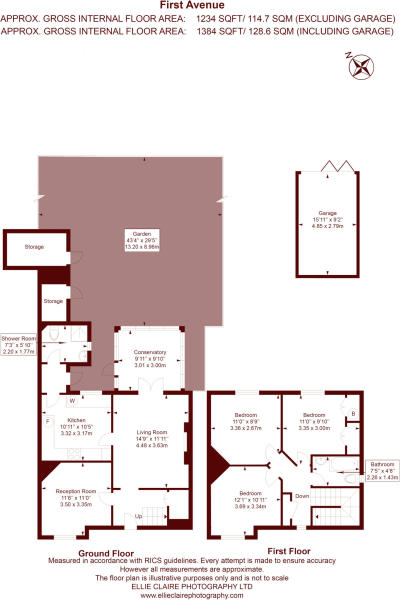 First Avenue
APPROX. GROSS INTERNAL FLOOR AREA: 1234 SQFT/ 114.7 SQM (EXCLUDING GARAGE)
APPROX. GROSS INTERNAL FLOOR AREA: 1384 SQFT/ 128.6 SQM (INCLUDING GARAGE)
N
Garden
43'4" x 29'5"
13.20 x 8.96m
Garage
15'11" x 9'2"
4.85 x 2.79m
Storage
Storage
Shower Room
7'3" x 5'10"
2.20 x 1.77m
Conservatory
9'11" x 9'10"
3.01 x 3.00m
W
F
Kitchen
10'11" x 10'5"
3.32 x 3.17m
Living Room
14'9" x 11'11"
4.48 x 3.63m
Reception Room
11'6" x 11'0"
3.50 x 3.35m
Up
Bedroom
11'0" x 8'9"
3.36 x 2.67m
Bedroom
11'0" x 9'10"
3.35 x 3.00m
B
Bathroom
7'5" x 4'8"
2.26 x 1.43m
Bedroom
12'1" x 10'11"
3.69 x 3.34m
Down
Ground Floor
First Floor
Measured in accordance with RICS guidelines. Every attempt is made to ensure accuracy
However all measurements are approximate.
The floor plan is illustrative purposes only and is not to scale
ELLIE CLAIRE PHOTOGRAPHY LTD
www.ellieclairephotography.com